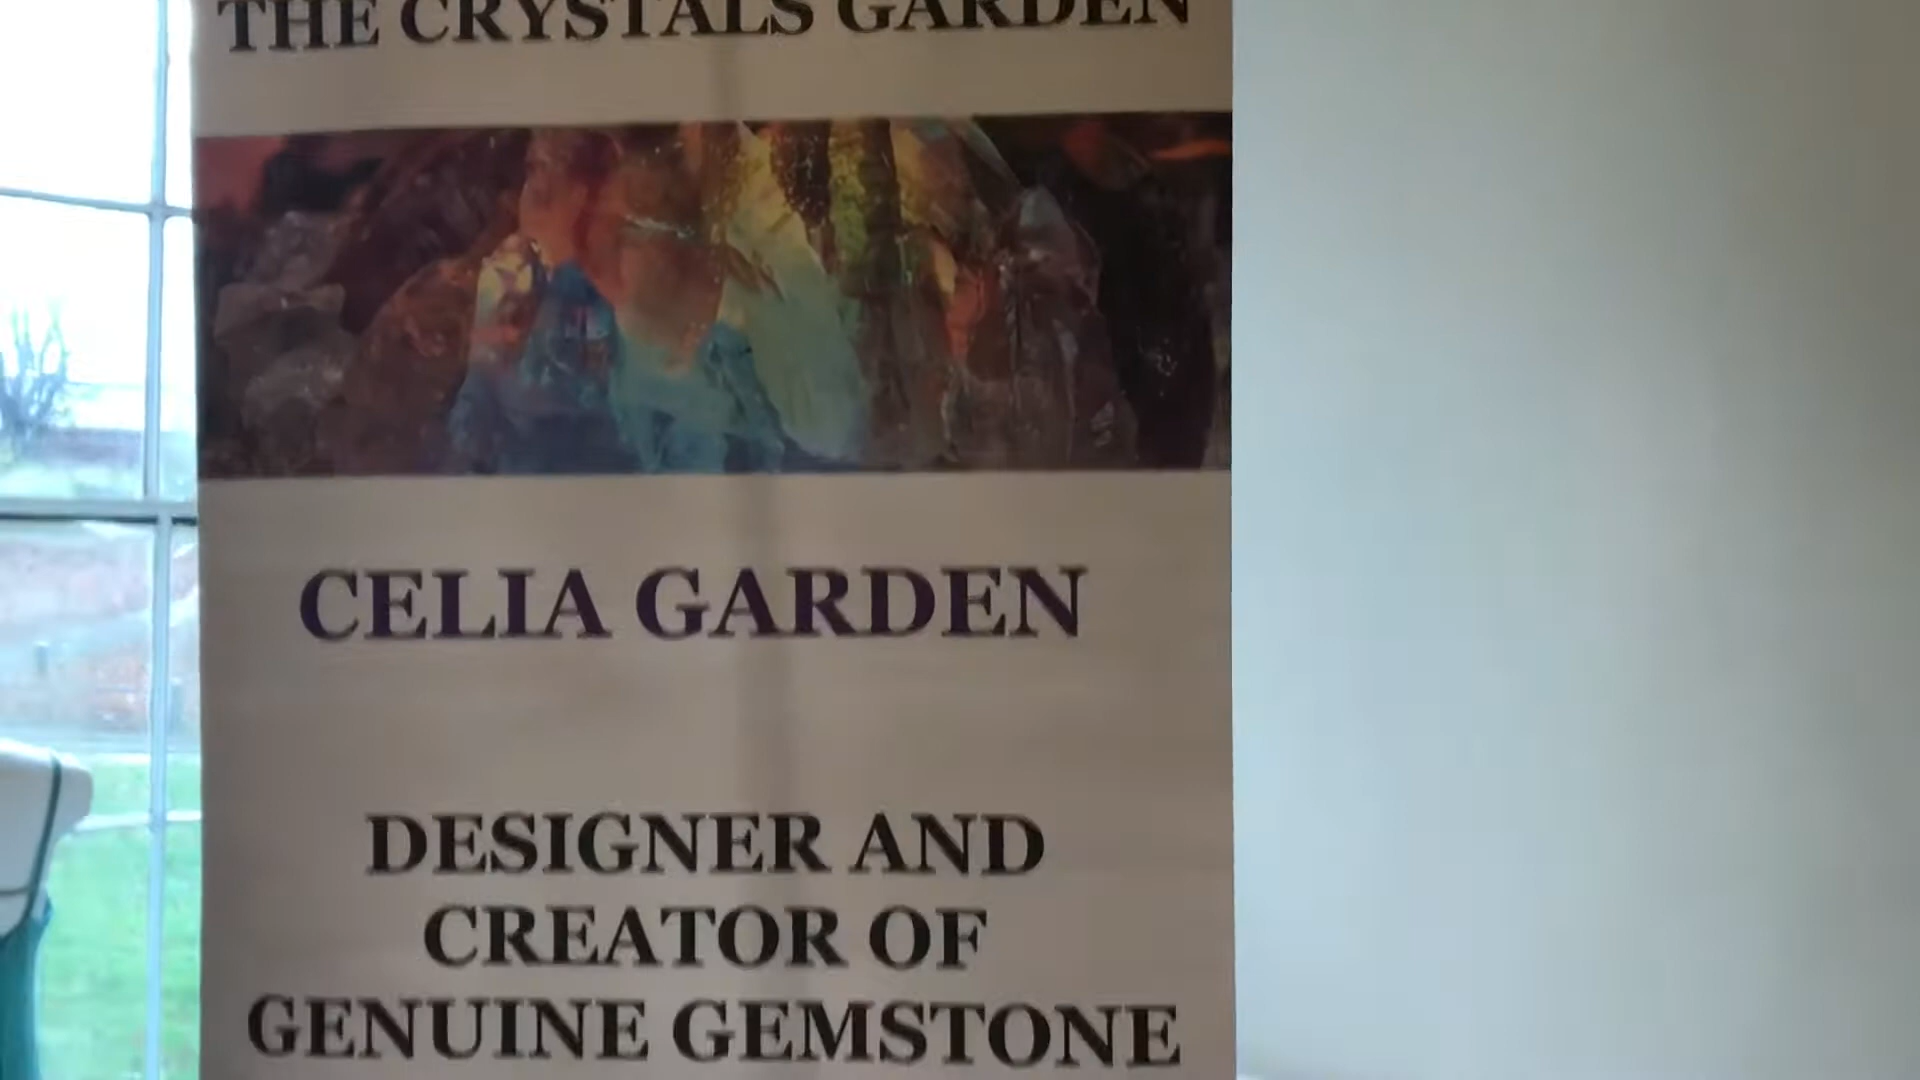 THE CRYSTALS GARDEN
CELIA GARDEN
DESIGNER AND
CREATOR OF
GENUINE GEMSTONE